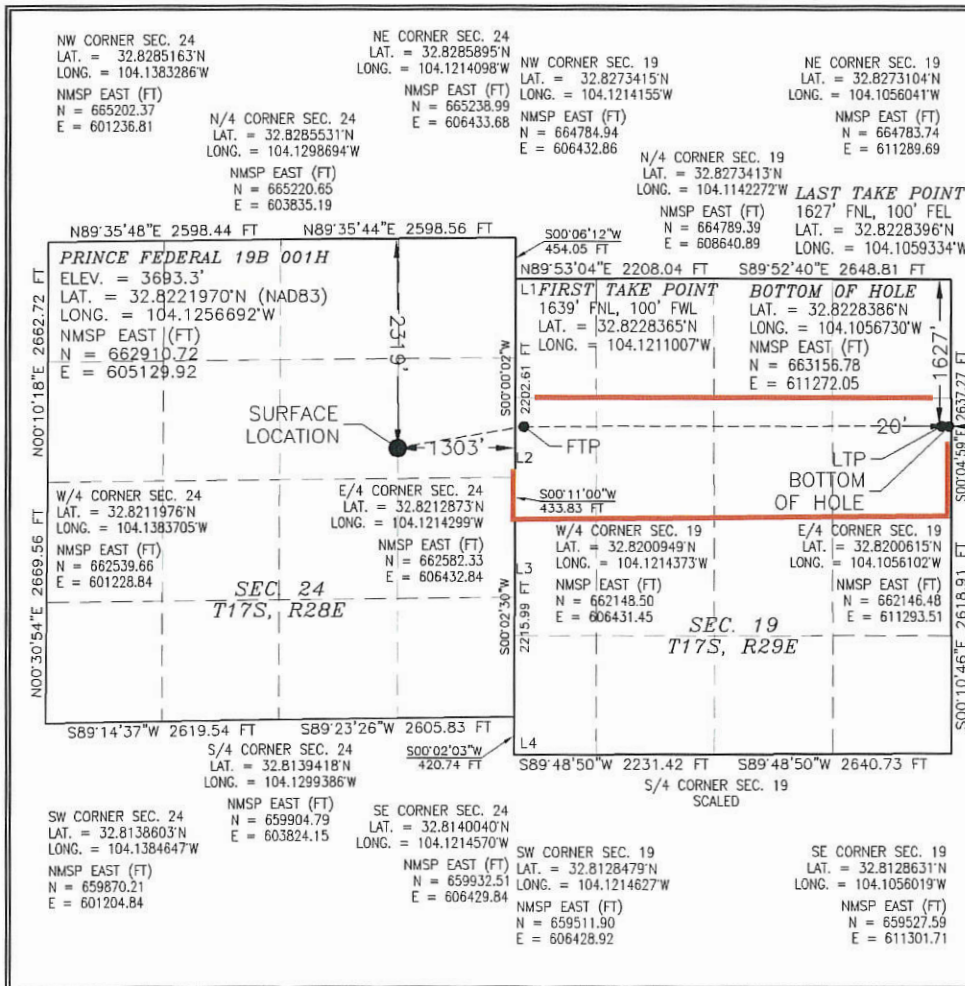 NW CORNER SEC. 24
LAT. = 32.8285163'N
LONG. = 104.1383286'W
NMSP EAST (FT)
N = 665202.37
E = 601236.81
N/4 CORNER SEC. 24
LAT. = 32.8285531'N
LONG. = 104.1298694'W
NMSP EAST (FT)
N = 665220.65
E = 603835.19
NE CORNER SEC. 24
LAT. = 32.8285895'N
LONG. = 104.1214098'W
NMSP EAST (FT)
N = 665238.99
E = 606433.68
NW CORNER SEC. 19
LAT. = 32.8273415'N
LONG. = 104.1214155'W
NMSP EAST (FT)
N = 664784.94
E = 606432.86
N/4 CORNER SEC. 19
LAT. = 32.8273413'N
LONG. = 104.1142272'W
NMSP EAST (FT)
N = 664789.39
E = 608640.89
NE CORNER SEC. 19
LAT. = 32.8273104'N
LONG. = 104.1056041'W
NMSP EAST (FT)
N = 664783.74
E = 611289.69
LAST TAKE POINT
1627' FNL, 100' FEL
LAT. = 32.8228396'N
LONG. = 104.1059334'W
N89°35'48"E 2598.44 FT
N89°35'44"E 2598.56 FT
S00°06'12"W
454.05 FT
N89°53'04"E 2208.04 FT
S89°52'40"E 2648.81 FT
PRINCE FEDERAL 19B 001H
ELEV. = 3693.3'
LAT. = 32.8221970'N (NAD83)
LONG. = 104.1256692'W
NMSP EAST (FT)
N = 662910.72
E = 605129.92
L1
FIRST TAKE POINT
1639' FNL, 100' FWL
LAT. = 32.8228365'N
LONG. = 104.1211007'W
BOTTOM OF HOLE
LAT. = 32.8228386'N
LONG. = 104.1056730'W
NMSP EAST (FT)
N = 663156.78
E = 611272.05
N00°10'18"E 2662.72 FT
2319'
S00°00'02"W
2202.61 FT
1627'
S00°04'59"E 2637.27 FT
SURFACE
LOCATION
1303'
FTP
20'
LTP
BOTTOM
OF HOLE
L2
W/4 CORNER SEC. 24
LAT. = 32.8211976'N
LONG. = 104.1383705'W
NMSP EAST (FT)
N = 662539.66
E = 601228.84
E/4 CORNER SEC. 24
LAT. = 32.8212873'N
LONG. = 104.1214299'W
NMSP EAST (FT)
N = 662582.33
E = 606432.84
S00°11'00"W
433.83 FT
W/4 CORNER SEC. 19
LAT. = 32.8200949'N
LONG. = 104.1214373'W
NMSP EAST (FT)
N = 662148.50
E = 606431.45
E/4 CORNER SEC. 19
LAT. = 32.8200615'N
LONG. = 104.1056102'W
NMSP EAST (FT)
N = 662146.48
E = 611293.51
N00°30'54"E 2669.56 FT
SEC. 24
T17S, R28E
S00°02'30"W
2215.99 FT
L3
SEC. 19
T17S, R29E
S00°10'46"E 2618.91 FT
S89°14'37"W 2619.54 FT
S89°23'26"W 2605.83 FT
S00°02'03"W
420.74 FT
L4
S89°48'50"W 2231.42 FT
S89°48'50"W 2640.73 FT
S/4 CORNER SEC. 24
LAT. = 32.8139418'N
LONG. = 104.1299386'W
NMSP EAST (FT)
N = 659904.79
E = 603824.15
S/4 CORNER SEC. 19
SCALED
SW CORNER SEC. 24
LAT. = 32.8138603'N
LONG. = 104.1384647'W
NMSP EAST (FT)
N = 659870.21
E = 601204.84
SE CORNER SEC. 24
LAT. = 32.8140040'N
LONG. = 104.1214570'W
NMSP EAST (FT)
N = 659932.51
E = 606429.84
SW CORNER SEC. 19
LAT. = 32.8128479'N
LONG. = 104.1214627'W
NMSP EAST (FT)
N = 659511.90
E = 606428.92
SE CORNER SEC. 19
LAT. = 32.8128631'N
LONG. = 104.1056019'W
NMSP EAST (FT)
N = 659527.59
E = 611301.71